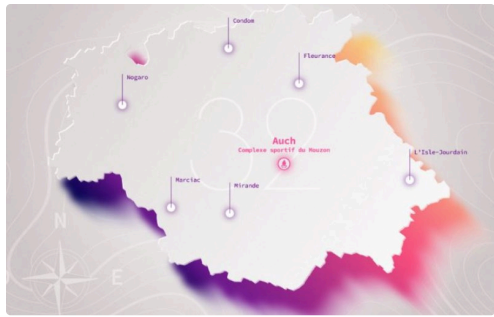 Condom
Fleurance
Nogaro
32
Auch
Complexe sportif du Mouzon
L'Isle-Jourdain
Marciac
Mirande
N
E